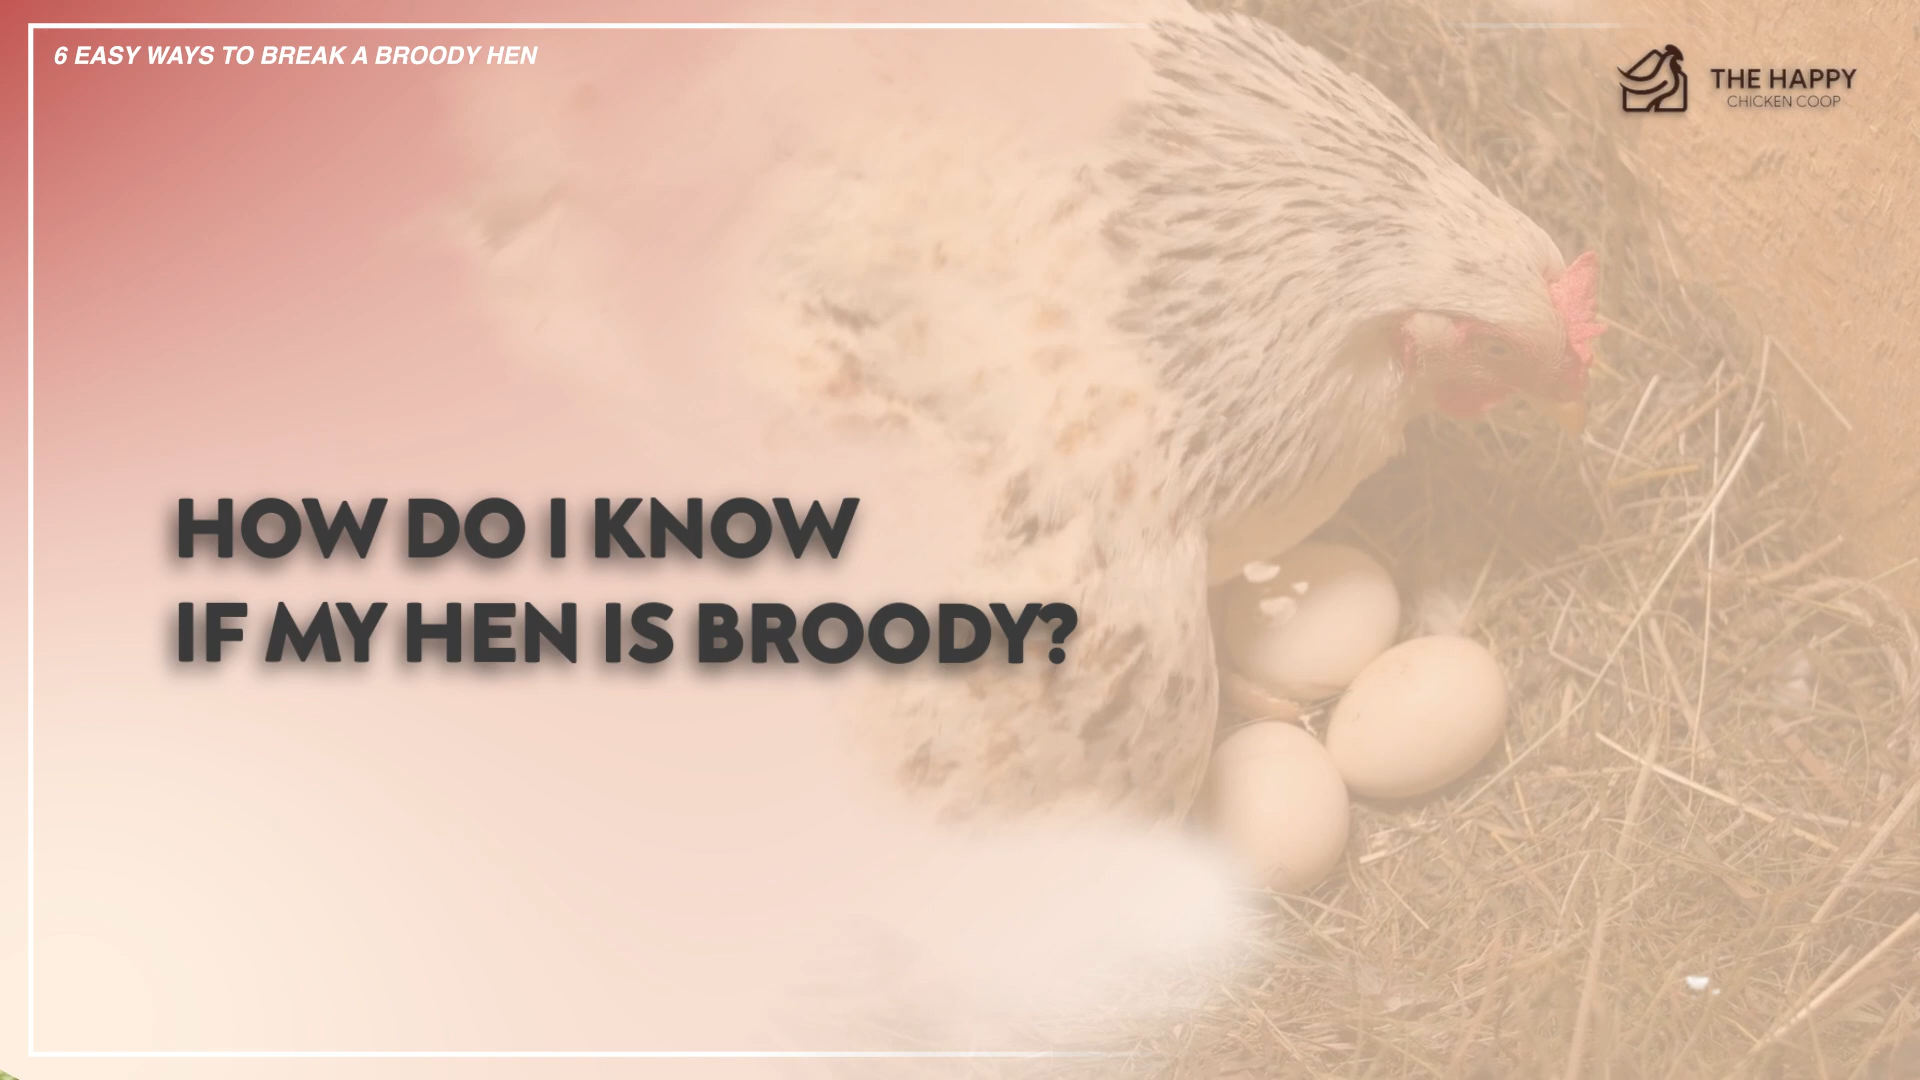 6 EASY WAYS TO BREAK A BROODY HEN
THE HAPPY
CHICKEN COOP
HOW DO I KNOW
IF MY HEN IS BROODY?